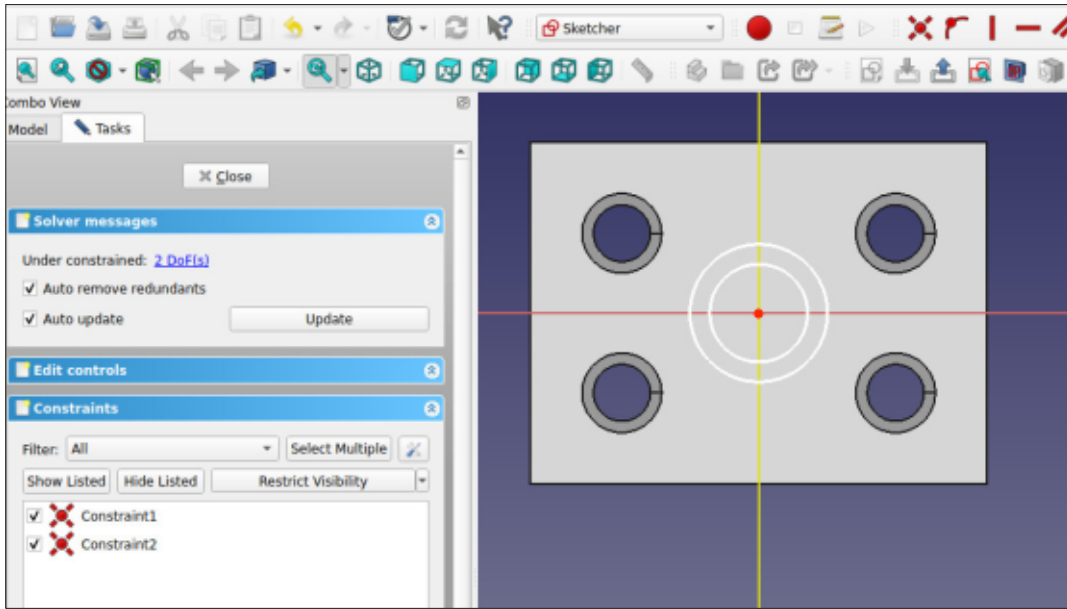 Sketcher
Combo View
Model Tasks
Close
Solver messages
Under constrained: 2 DoF(s)
Auto remove redundants
Auto update Update
Edit controls
Constraints
Filter: All Select Multiple
Show Listed Hide Listed Restrict Visibility
Constraint1
Constraint2